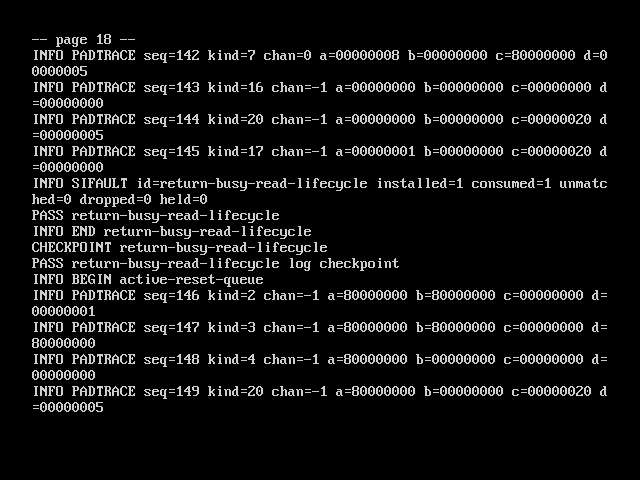 -- page 18 --
INFO PADTRACE seq=142 kind=7 chan=0 a=00000008 b=00000000 c=80000000 d=0
0000005
INFO PADTRACE seq=143 kind=16 chan=-1 a=00000000 b=00000000 c=00000000 d
=00000000
INFO PADTRACE seq=144 kind=20 chan=-1 a=00000000 b=00000000 c=00000020 d
=00000005
INFO PADTRACE seq=145 kind=17 chan=-1 a=00000001 b=00000000 c=00000020 d
=00000000
INFO SIFAULT id=return-busy-read-lifecycle installed=1 consumed=1 unmatc
hed=0 dropped=0 held=0
PASS return-busy-read-lifecycle
INFO END return-busy-read-lifecycle
CHECKPOINT return-busy-read-lifecycle
PASS return-busy-read-lifecycle log checkpoint
INFO BEGIN active-reset-queue
INFO PADTRACE seq=146 kind=2 chan=-1 a=80000000 b=80000000 c=00000000 d=
00000001
INFO PADTRACE seq=147 kind=3 chan=-1 a=80000000 b=80000000 c=00000000 d=
80000000
INFO PADTRACE seq=148 kind=4 chan=-1 a=80000000 b=00000000 c=00000000 d=
00000000
INFO PADTRACE seq=149 kind=20 chan=-1 a=80000000 b=00000000 c=00000020 d
=00000005